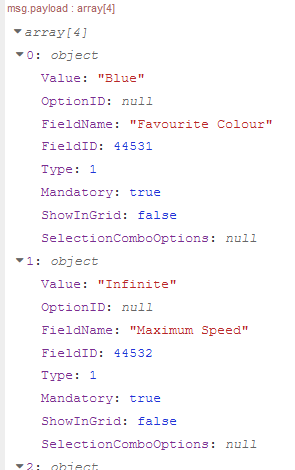 msg.payload : array[4]
array[4]
0: object
Value: "Blue"
OptionID: null
FieldName: "Favourite Colour"
FieldID: 44531
Type: 1
Mandatory: true
ShowInGrid: false
SelectionComboOptions: null
1: object
Value: "Infinite"
OptionID: null
FieldName: "Maximum Speed"
FieldID: 44532
Type: 1
Mandatory: true
ShowInGrid: false
SelectionComboOptions: null
2: object